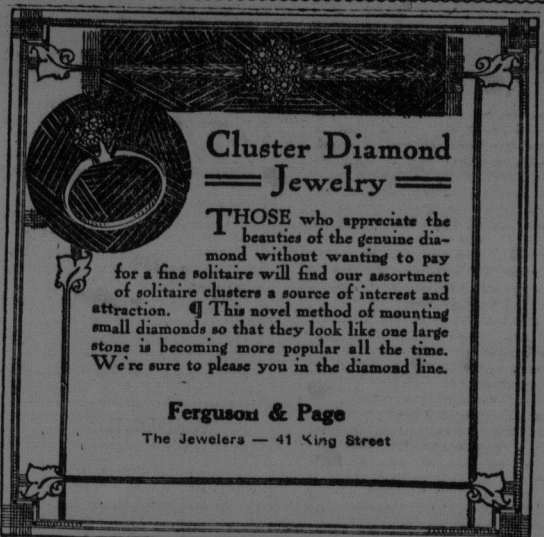 Cluster Diamond
Jewelry
THOSE who appreciate the
beauties of the genuine dia-
mond without wanting to pay
for a fine solitaire will find our assortment
of solitaire clusters a source of interest and
attraction. ¶ This novel method of mounting
small diamonds so that they look like one large
stone is becoming more popular all the time.
We're sure to please you in the diamond line.
Ferguson & Page
The Jewelers — 41 King Street